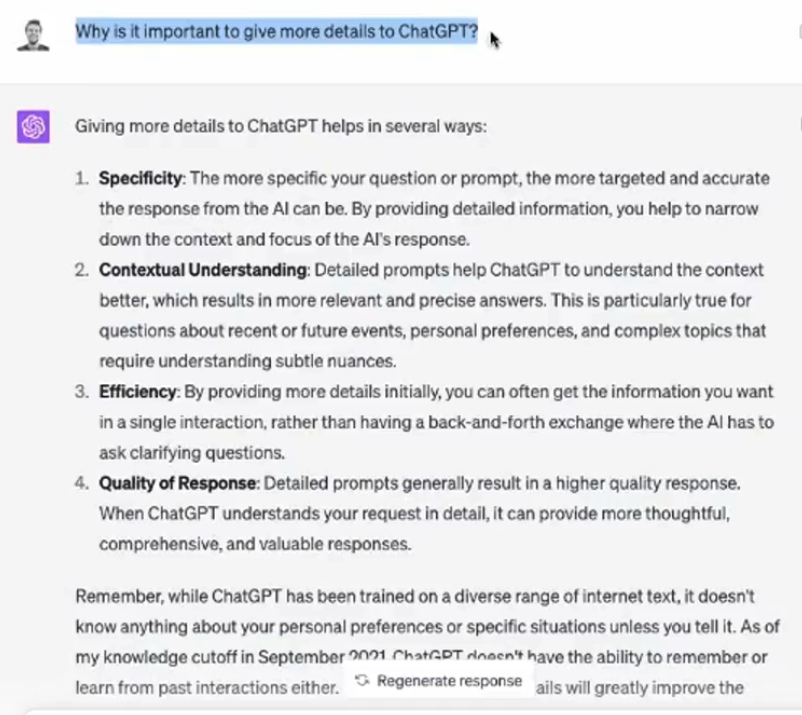 Why is it important to give more details to ChatGPT?
Giving more details to ChatGPT helps in several ways:
1. Specificity: The more specific your question or prompt, the more targeted and accurate
the response from the AI can be. By providing detailed information, you help to narrow
down the context and focus of the AI's response.
2. Contextual Understanding: Detailed prompts help ChatGPT to understand the context
better, which results in more relevant and precise answers. This is particularly true for
questions about recent or future events, personal preferences, and complex topics that
require understanding subtle nuances.
3. Efficiency: By providing more details initially, you can often get the information you want
in a single interaction, rather than having a back-and-forth exchange where the AI has to
ask clarifying questions.
4. Quality of Response: Detailed prompts generally result in a higher quality response.
When ChatGPT understands your request in detail, it can provide more thoughtful,
comprehensive, and valuable responses.
Remember, while ChatGPT has been trained on a diverse range of internet text, it doesn't
know anything about your personal preferences or specific situations unless you tell it. As of
my knowledge cutoff in September 2021, ChatGPT doesn't have the ability to remember or
learn from past interactions either. Regenerate response ails will greatly improve the